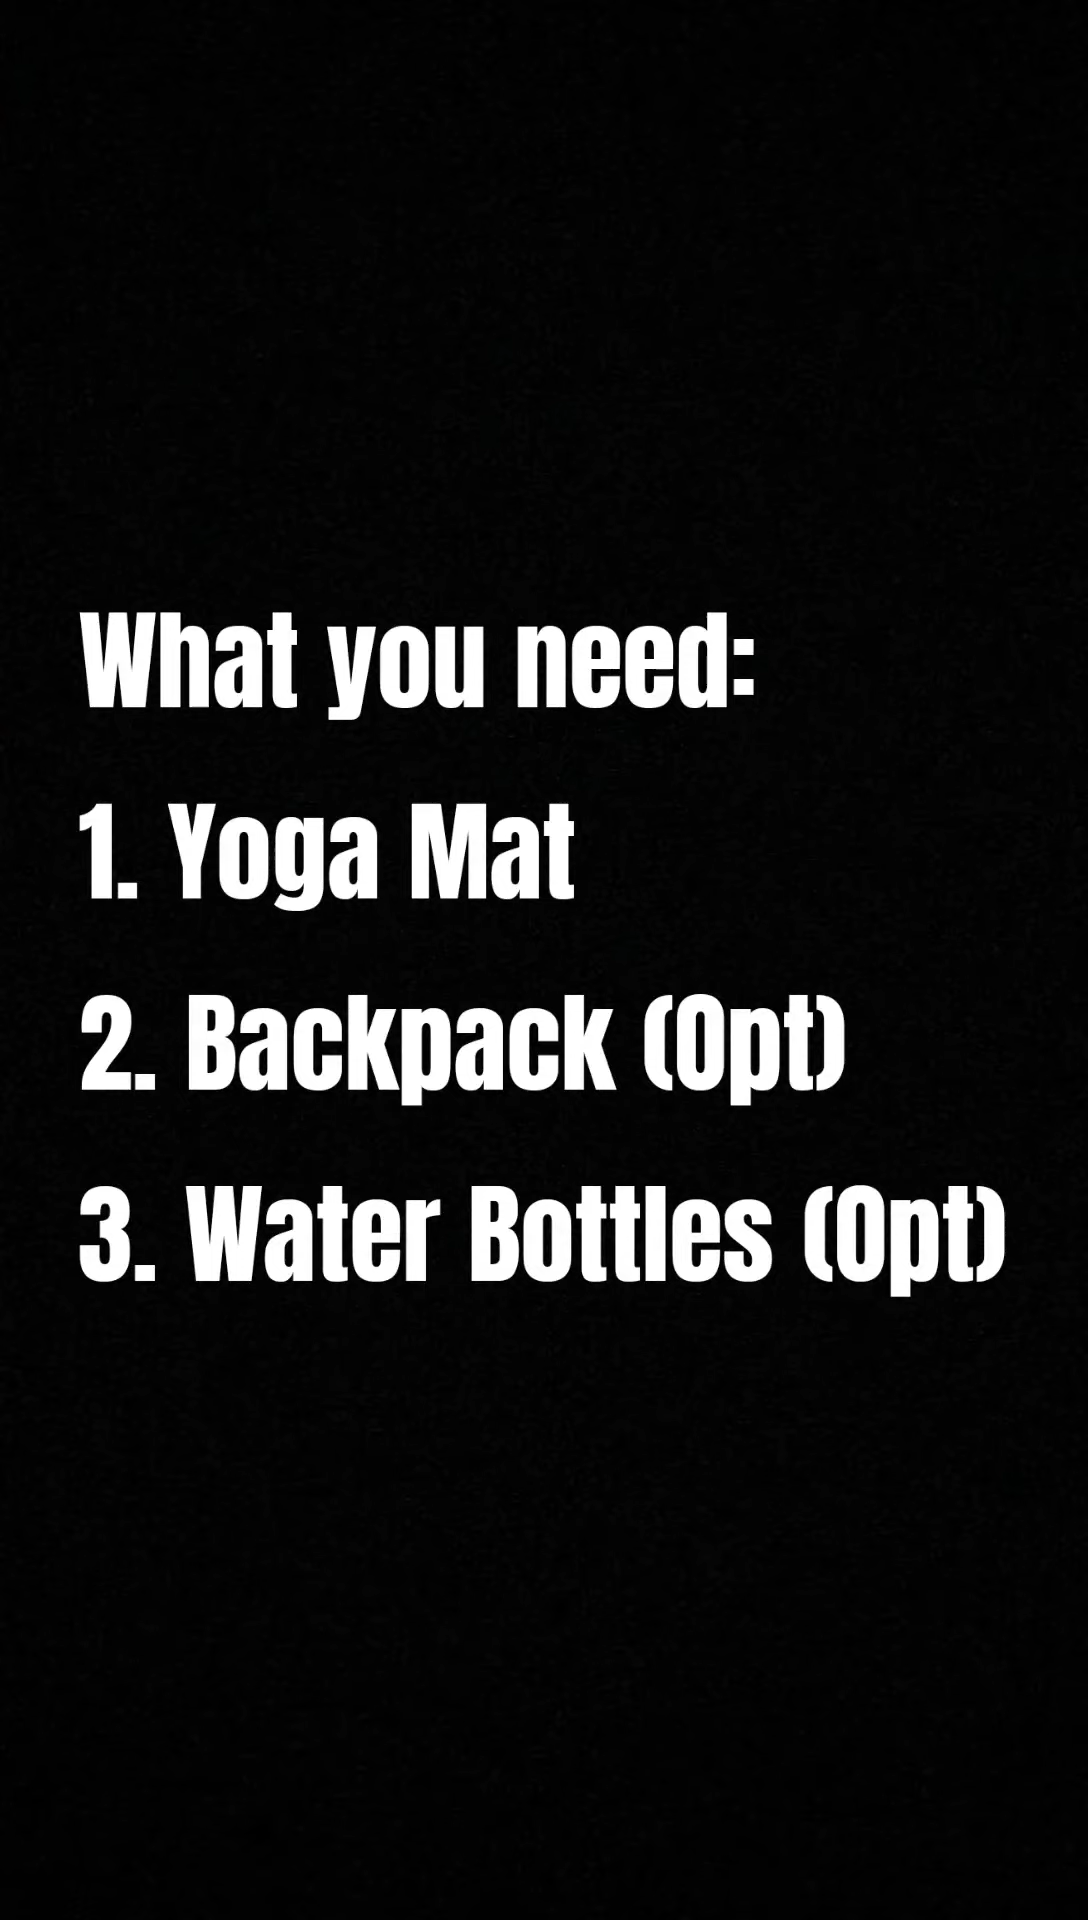 What you need:
1. Yoga Mat
2. Backpack (Opt)
3. Water Bottles (Opt)